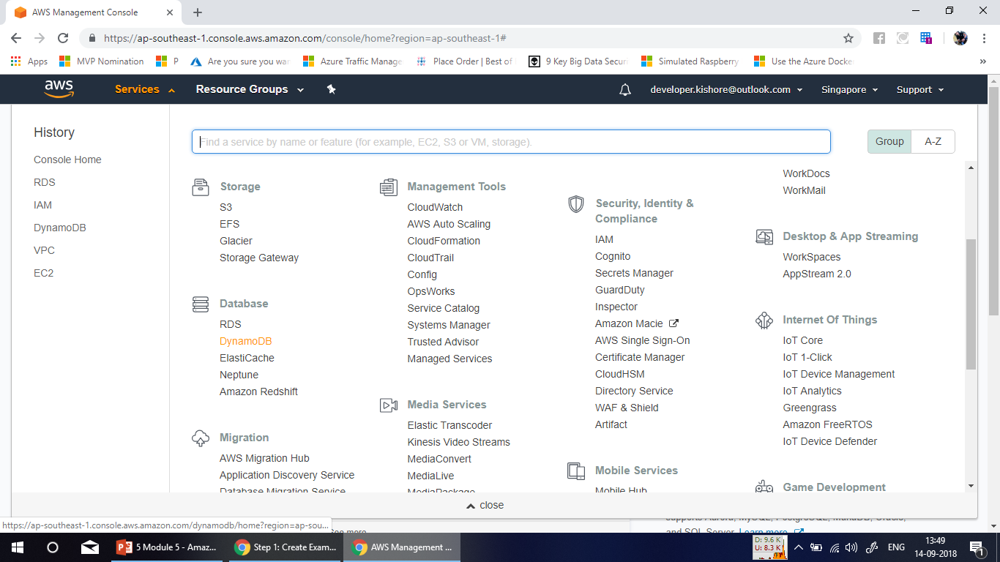 AWS Management Console
https://ap-southeast-1.console.aws.amazon.com/console/home?region=ap-southeast-1#
Apps
MVP Nomination
P
Are you sure you wan
Azure Traffic Manage
Place Order | Best of
9 Key Big Data Securi
Simulated Raspberry
Use the Azure Docke
»
aws
Services
Resource Groups
developer.kishore@outlook.com
Singapore
Support
History
Console Home
RDS
IAM
DynamoDB
VPC
EC2
Find a service by name or feature (for example, EC2, S3 or VM, storage).
Group
A-Z
Storage
S3
EFS
Glacier
Storage Gateway
Database
RDS
DynamoDB
ElastiCache
Neptune
Amazon Redshift
Migration
AWS Migration Hub
Application Discovery Service
Database Migration Service
Management Tools
CloudWatch
AWS Auto Scaling
CloudFormation
CloudTrail
Config
OpsWorks
Service Catalog
Systems Manager
Trusted Advisor
Managed Services
Media Services
Elastic Transcoder
Kinesis Video Streams
MediaConvert
MediaLive
MediaPackage
Security, Identity &
Compliance
IAM
Cognito
Secrets Manager
GuardDuty
Inspector
Amazon Macie
AWS Single Sign-On
Certificate Manager
CloudHSM
Directory Service
WAF & Shield
Artifact
Mobile Services
Mobile Hub
WorkDocs
WorkMail
Desktop & App Streaming
WorkSpaces
AppStream 2.0
Internet Of Things
IoT Core
IoT 1-Click
IoT Device Management
IoT Analytics
Greengrass
Amazon FreeRTOS
IoT Device Defender
Game Development
close
https://ap-southeast-1.console.aws.amazon.com/dynamodb/home?region=ap-sou...
See more
supports Aurora, MySQL, PostgreSQL, MariaDB, Oracle,
and SQL Server. Learn more
5 Module 5 - Amaz...
Step 1: Create Exam...
AWS Management ...
D: 9.6 K
U: 8.3 K
ENG
13:49
14-09-2018
1